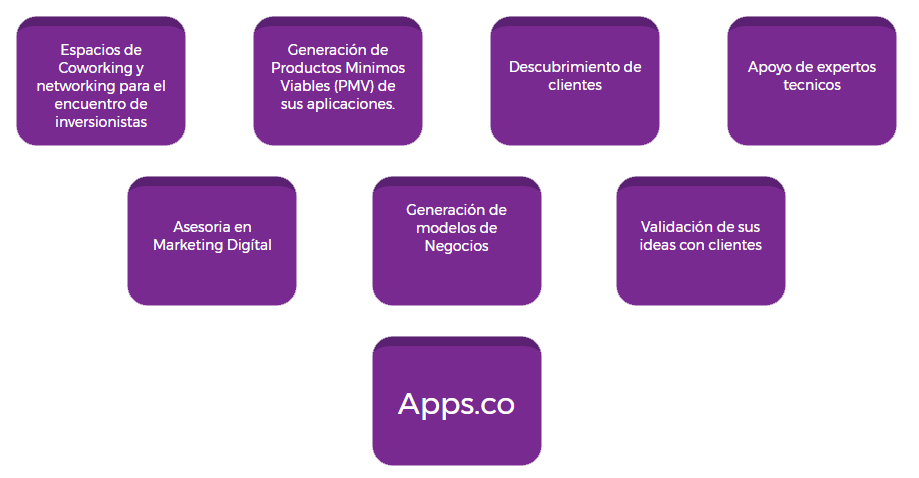 Espacios de
Coworking y
networking para el
encuentro de
inversionistas
Generación de
Productos Minimos
Viables (PMV) de
sus aplicaciones.
Descubrimiento de
clientes
Apoyo de expertos
tecnicos
Asesoria en
Marketing Digítal
Generación de
modelos de
Negocios
Validación de sus
ideas con clientes
Apps.co